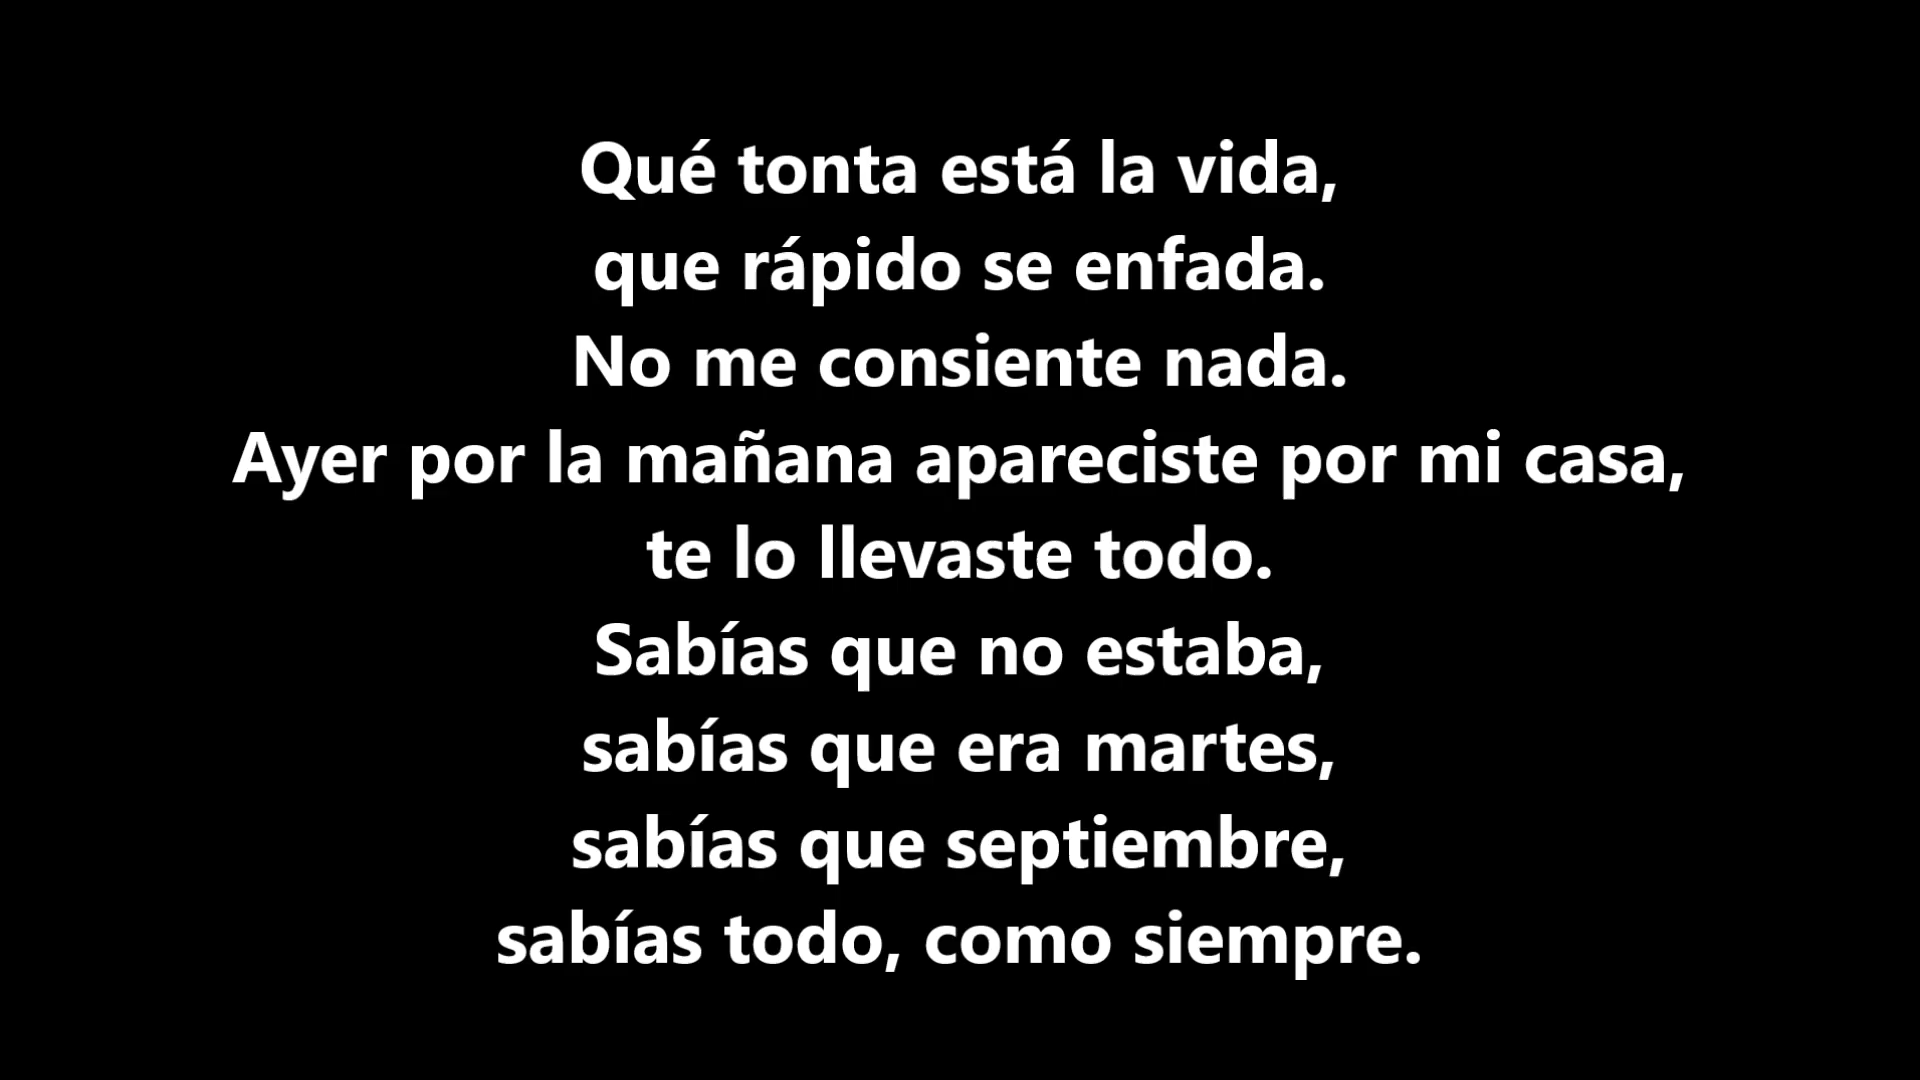 Qué tonta está la vida,
que rápido se enfada.
No me consiente nada.
Ayer por la mañana apareciste por mi casa,
te lo llevaste todo.
Sabías que no estaba,
sabías que era martes,
sabías que septiembre,
sabías todo, como siempre.